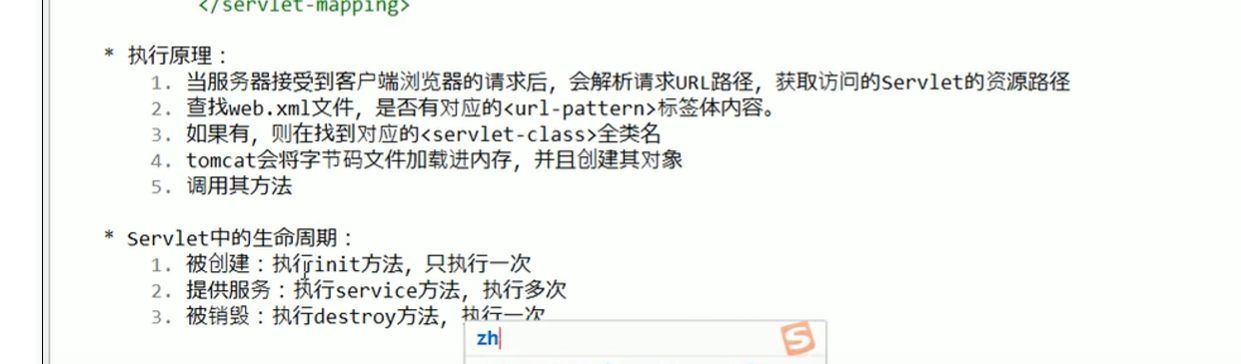 </servlet-mapping>
* 执行原理：
1. 当服务器接受到客户端浏览器的请求后，会解析请求URL路径，获取访问的Servlet的资源路径
2. 查找web.xml文件，是否有对应的<url-pattern>标签体内容。
3. 如果有，则在找到对应的<servlet-class>全类名
4. tomcat会将字节码文件加载进内存，并且创建其对象
5. 调用其方法
* Servlet中的生命周期：
1. 被创建：执行init方法，只执行一次
2. 提供服务：执行service方法，执行多次
3. 被销毁：执行destroy方法，执行一次
zh